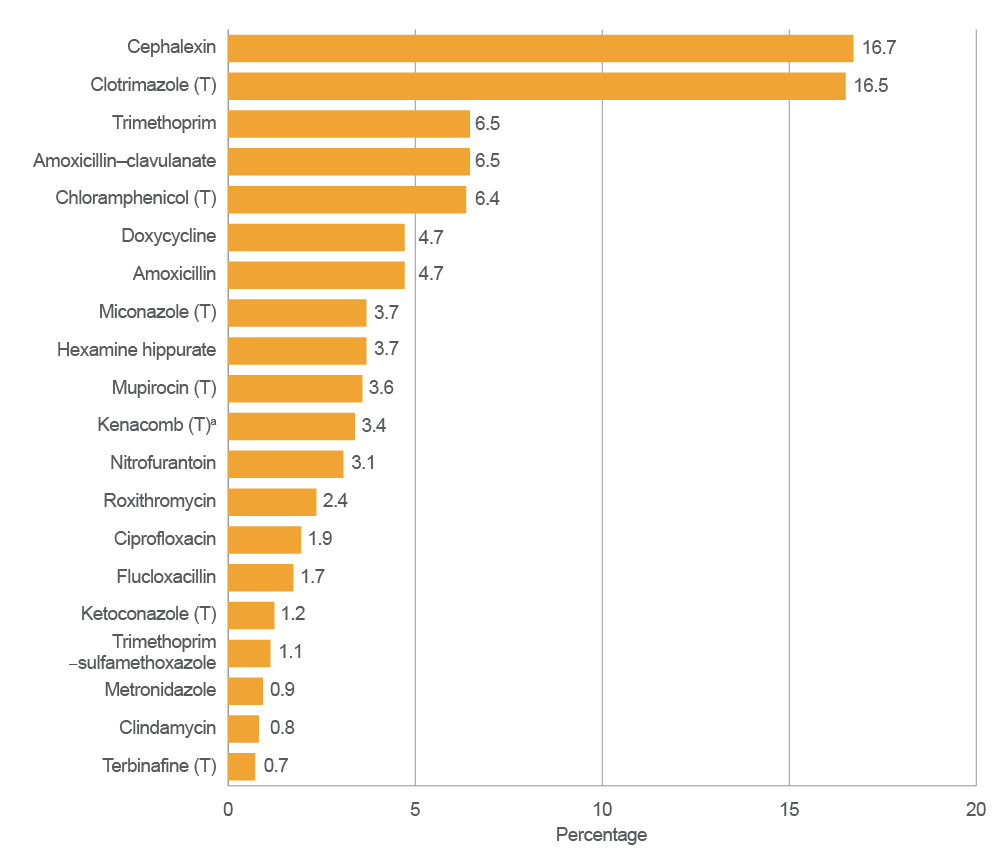 Cephalexin 16.7
Clotrimazole (T) 16.5
Trimethoprim 6.5
Amoxicillin–clavulanate 6.5
Chloramphenicol (T) 6.4
Doxycycline 4.7
Amoxicillin 4.7
Miconazole (T) 3.7
Hexamine hippurate 3.7
Mupirocin (T) 3.6
Kenacomb (T)ª 3.4
Nitrofurantoin 3.1
Roxithromycin 2.4
Ciprofloxacin 1.9
Flucloxacillin 1.7
Ketoconazole (T) 1.2
Trimethoprim
–sulfamethoxazole 1.1
Metronidazole 0.9
Clindamycin 0.8
Terbinafine (T) 0.7
0 5 10 15 20
Percentage